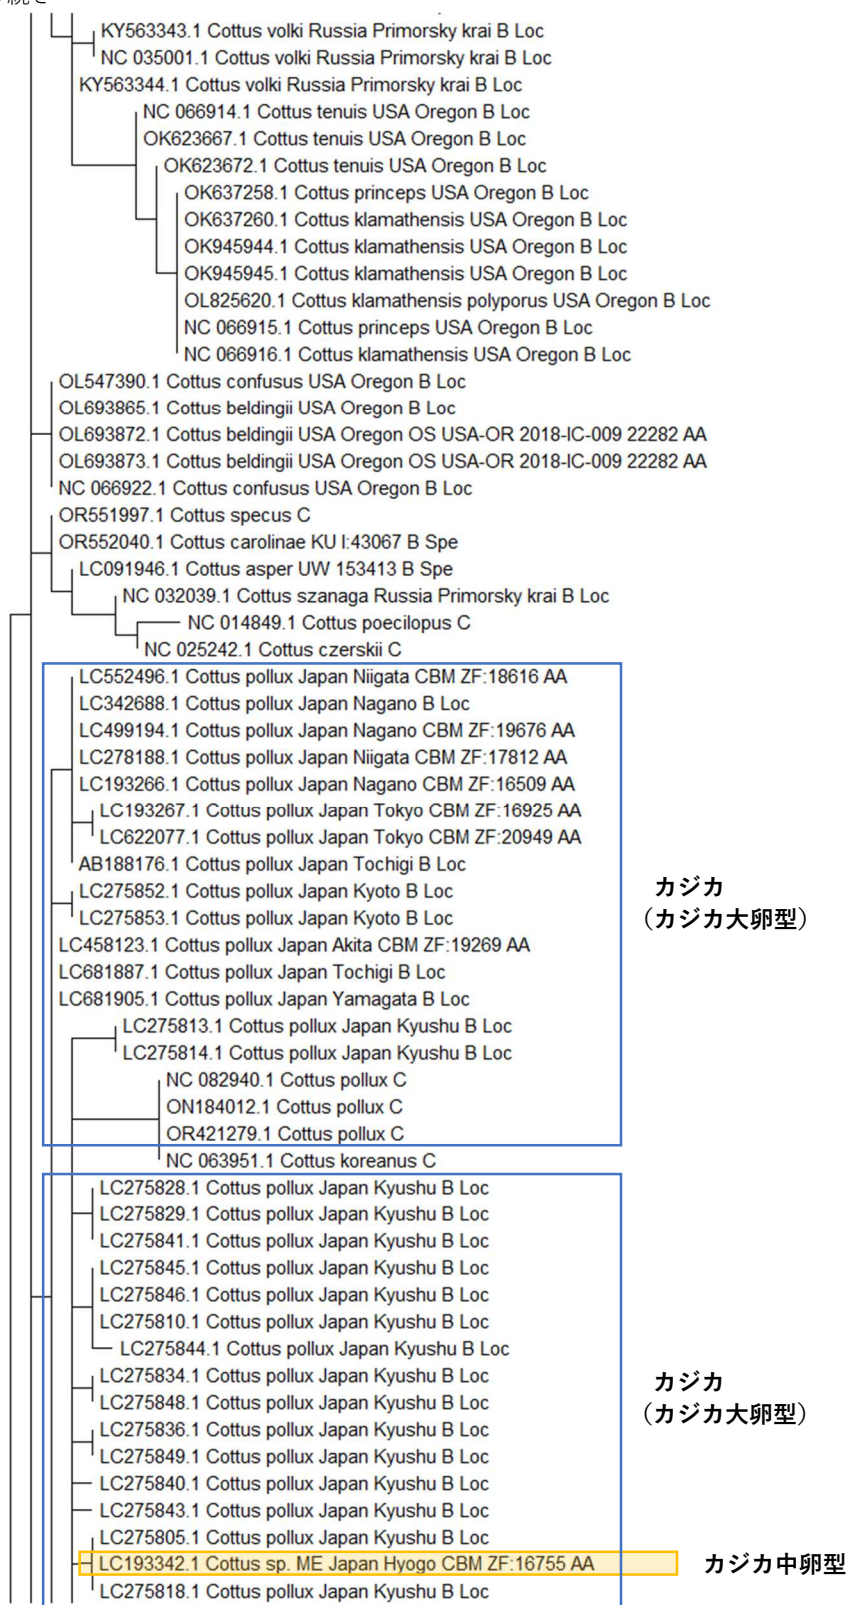 続き
KY563343.1 Cottus volki Russia Primorsky krai B Loc
NC 035001.1 Cottus volki Russia Primorsky krai B Loc
KY563344.1 Cottus volki Russia Primorsky krai B Loc
NC 066914.1 Cottus tenuis USA Oregon B Loc
OK623667.1 Cottus tenuis USA Oregon B Loc
OK623672.1 Cottus tenuis USA Oregon B Loc
OK637258.1 Cottus princeps USA Oregon B Loc
OK637260.1 Cottus klamathensis USA Oregon B Loc
OK945944.1 Cottus klamathensis USA Oregon B Loc
OK945945.1 Cottus klamathensis USA Oregon B Loc
OL825620.1 Cottus klamathensis polyporus USA Oregon B Loc
NC 066915.1 Cottus princeps USA Oregon B Loc
NC 066916.1 Cottus klamathensis USA Oregon B Loc
OL547390.1 Cottus confusus USA Oregon B Loc
OL693865.1 Cottus beldingii USA Oregon B Loc
OL693872.1 Cottus beldingii USA Oregon OS USA-OR 2018-IC-009 22282 AA
OL693873.1 Cottus beldingii USA Oregon OS USA-OR 2018-IC-009 22282 AA
NC 066922.1 Cottus confusus USA Oregon B Loc
OR551997.1 Cottus specus C
OR552040.1 Cottus carolinae KU I:43067 B Spe
LC091946.1 Cottus asper UW 153413 B Spe
NC 032039.1 Cottus szanaga Russia Primorsky krai B Loc
NC 014849.1 Cottus poecilopus C
NC 025242.1 Cottus czerskii C
LC552496.1 Cottus pollux Japan Niigata CBM ZF:18616 AA
LC342688.1 Cottus pollux Japan Nagano B Loc
LC499194.1 Cottus pollux Japan Nagano CBM ZF:19676 AA
LC278188.1 Cottus pollux Japan Niigata CBM ZF:17812 AA
LC193266.1 Cottus pollux Japan Nagano CBM ZF:16509 AA
LC193267.1 Cottus pollux Japan Tokyo CBM ZF:16925 AA
LC622077.1 Cottus pollux Japan Tokyo CBM ZF:20949 AA
AB188176.1 Cottus pollux Japan Tochigi B Loc
LC275852.1 Cottus pollux Japan Kyoto B Loc
LC275853.1 Cottus pollux Japan Kyoto B Loc
カジカ
（カジカ大卵型）
LC458123.1 Cottus pollux Japan Akita CBM ZF:19269 AA
LC681887.1 Cottus pollux Japan Tochigi B Loc
LC681905.1 Cottus pollux Japan Yamagata B Loc
LC275813.1 Cottus pollux Japan Kyushu B Loc
LC275814.1 Cottus pollux Japan Kyushu B Loc
NC 082940.1 Cottus pollux C
ON184012.1 Cottus pollux C
OR421279.1 Cottus pollux C
NC 063951.1 Cottus koreanus C
LC275828.1 Cottus pollux Japan Kyushu B Loc
LC275829.1 Cottus pollux Japan Kyushu B Loc
LC275841.1 Cottus pollux Japan Kyushu B Loc
LC275845.1 Cottus pollux Japan Kyushu B Loc
LC275846.1 Cottus pollux Japan Kyushu B Loc
LC275810.1 Cottus pollux Japan Kyushu B Loc
LC275844.1 Cottus pollux Japan Kyushu B Loc
LC275834.1 Cottus pollux Japan Kyushu B Loc
LC275848.1 Cottus pollux Japan Kyushu B Loc
カジカ
（カジカ大卵型）
LC275836.1 Cottus pollux Japan Kyushu B Loc
LC275849.1 Cottus pollux Japan Kyushu B Loc
LC275840.1 Cottus pollux Japan Kyushu B Loc
LC275843.1 Cottus pollux Japan Kyushu B Loc
LC275805.1 Cottus pollux Japan Kyushu B Loc
LC193342.1 Cottus sp. ME Japan Hyogo CBM ZF:16755 AA
カジカ中卵型
LC275818.1 Cottus pollux Japan Kyushu B Loc